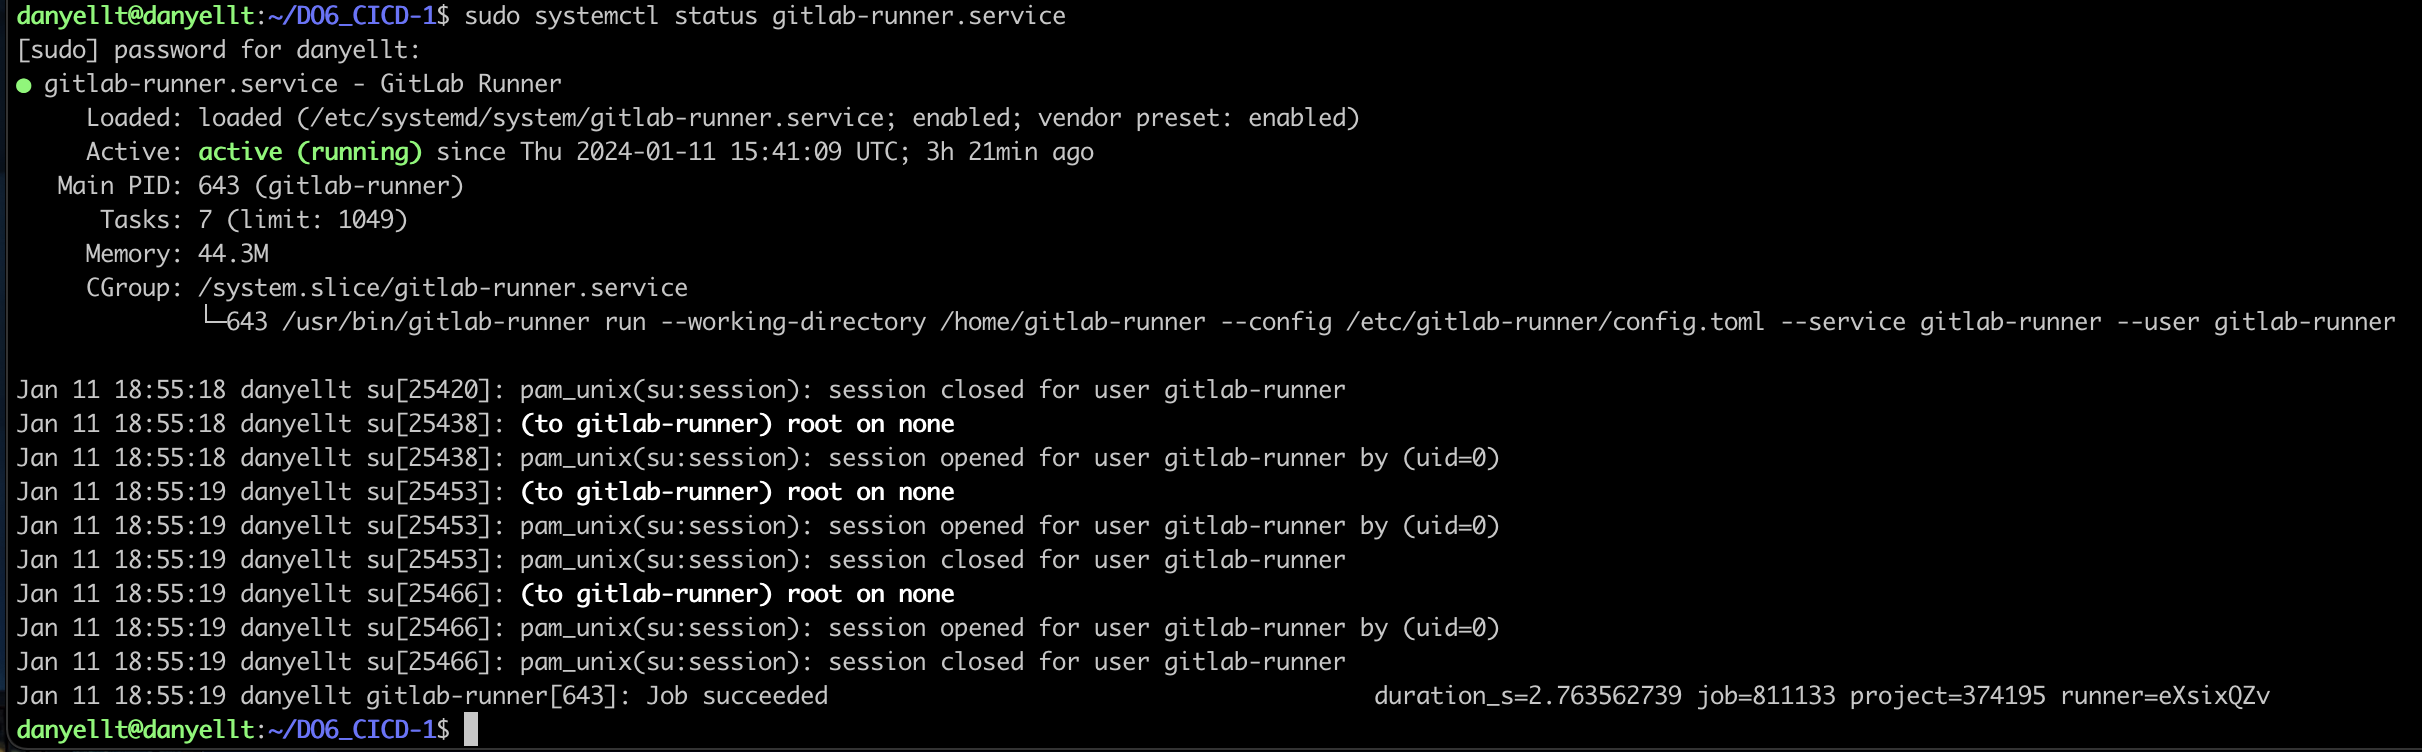 danyellt@danyellt:~/DO6_CICD-1$ sudo systemctl status gitlab-runner.service
[sudo] password for danyellt:
● gitlab-runner.service - GitLab Runner
Loaded: loaded (/etc/systemd/system/gitlab-runner.service; enabled; vendor preset: enabled)
Active: active (running) since Thu 2024-01-11 15:41:09 UTC; 3h 21min ago
Main PID: 643 (gitlab-runner)
Tasks: 7 (limit: 1049)
Memory: 44.3M
CGroup: /system.slice/gitlab-runner.service
└─643 /usr/bin/gitlab-runner run --working-directory /home/gitlab-runner --config /etc/gitlab-runner/config.toml --service gitlab-runner --user gitlab-runner
Jan 11 18:55:18 danyellt su[25420]: pam_unix(su:session): session closed for user gitlab-runner
Jan 11 18:55:18 danyellt su[25438]: (to gitlab-runner) root on none
Jan 11 18:55:18 danyellt su[25438]: pam_unix(su:session): session opened for user gitlab-runner by (uid=0)
Jan 11 18:55:19 danyellt su[25453]: (to gitlab-runner) root on none
Jan 11 18:55:19 danyellt su[25453]: pam_unix(su:session): session opened for user gitlab-runner by (uid=0)
Jan 11 18:55:19 danyellt su[25453]: pam_unix(su:session): session closed for user gitlab-runner
Jan 11 18:55:19 danyellt su[25466]: (to gitlab-runner) root on none
Jan 11 18:55:19 danyellt su[25466]: pam_unix(su:session): session opened for user gitlab-runner by (uid=0)
Jan 11 18:55:19 danyellt su[25466]: pam_unix(su:session): session closed for user gitlab-runner
Jan 11 18:55:19 danyellt gitlab-runner[643]: Job succeeded duration_s=2.763562739 job=811133 project=374195 runner=eXsixQZv
danyellt@danyellt:~/DO6_CICD-1$